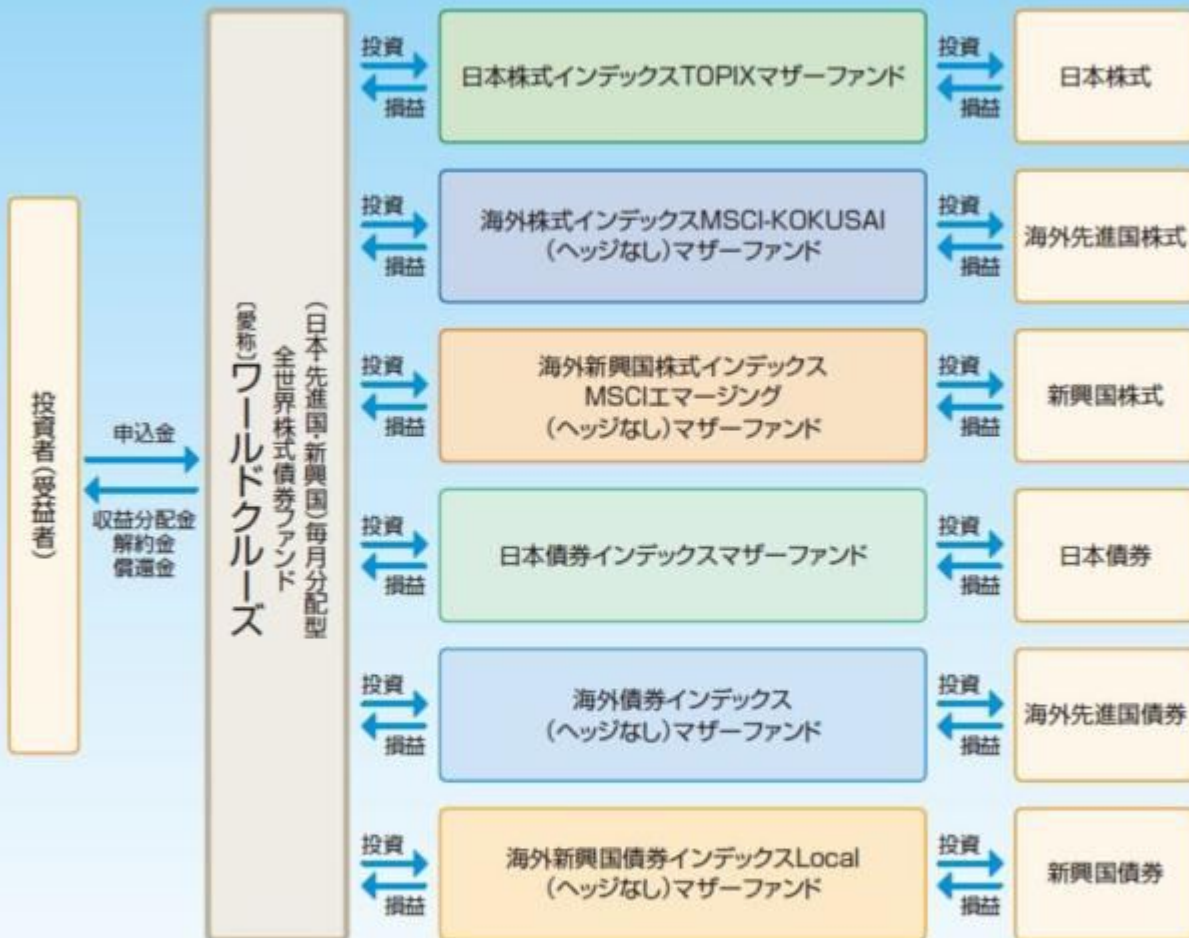 投資者(受益者)
申込金
収益分配金
解約金
償還金
(日本・先進国・新興国)毎月分配型
全世界株式債券ファンド
〔愛称〕ワールドクルーズ
投資
損益
日本株式インデックスTOPIXマザーファンド
投資
損益
日本株式
投資
損益
海外株式インデックスMSCI-KOKUSAI
(ヘッジなし)マザーファンド
投資
損益
海外先進国株式
投資
損益
海外新興国株式インデックス
MSCIエマージング
(ヘッジなし)マザーファンド
投資
損益
新興国株式
投資
損益
日本債券インデックスマザーファンド
投資
損益
日本債券
投資
損益
海外債券インデックス
(ヘッジなし)マザーファンド
投資
損益
海外先進国債券
投資
損益
海外新興国債券インデックスLocal
(ヘッジなし)マザーファンド
投資
損益
新興国債券